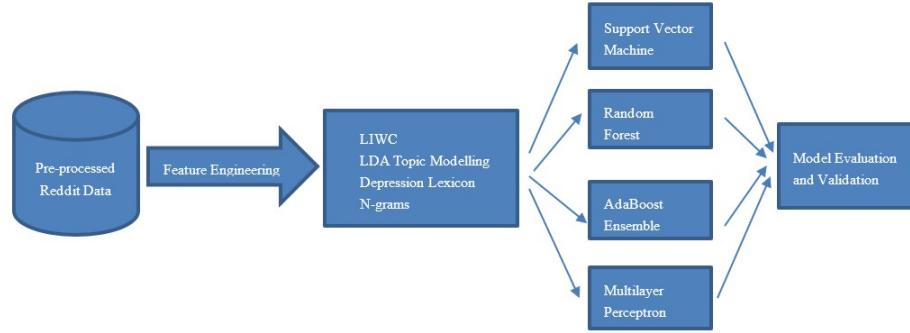 Pre-processed
Reddit Data
Feature Engineering
LIWC
LDA Topic Modelling
Depression Lexicon
N-grams
Support Vector
Machine
Random
Forest
AdaBoost
Ensemble
Multilayer
Perceptron
Model Evaluation
and Validation